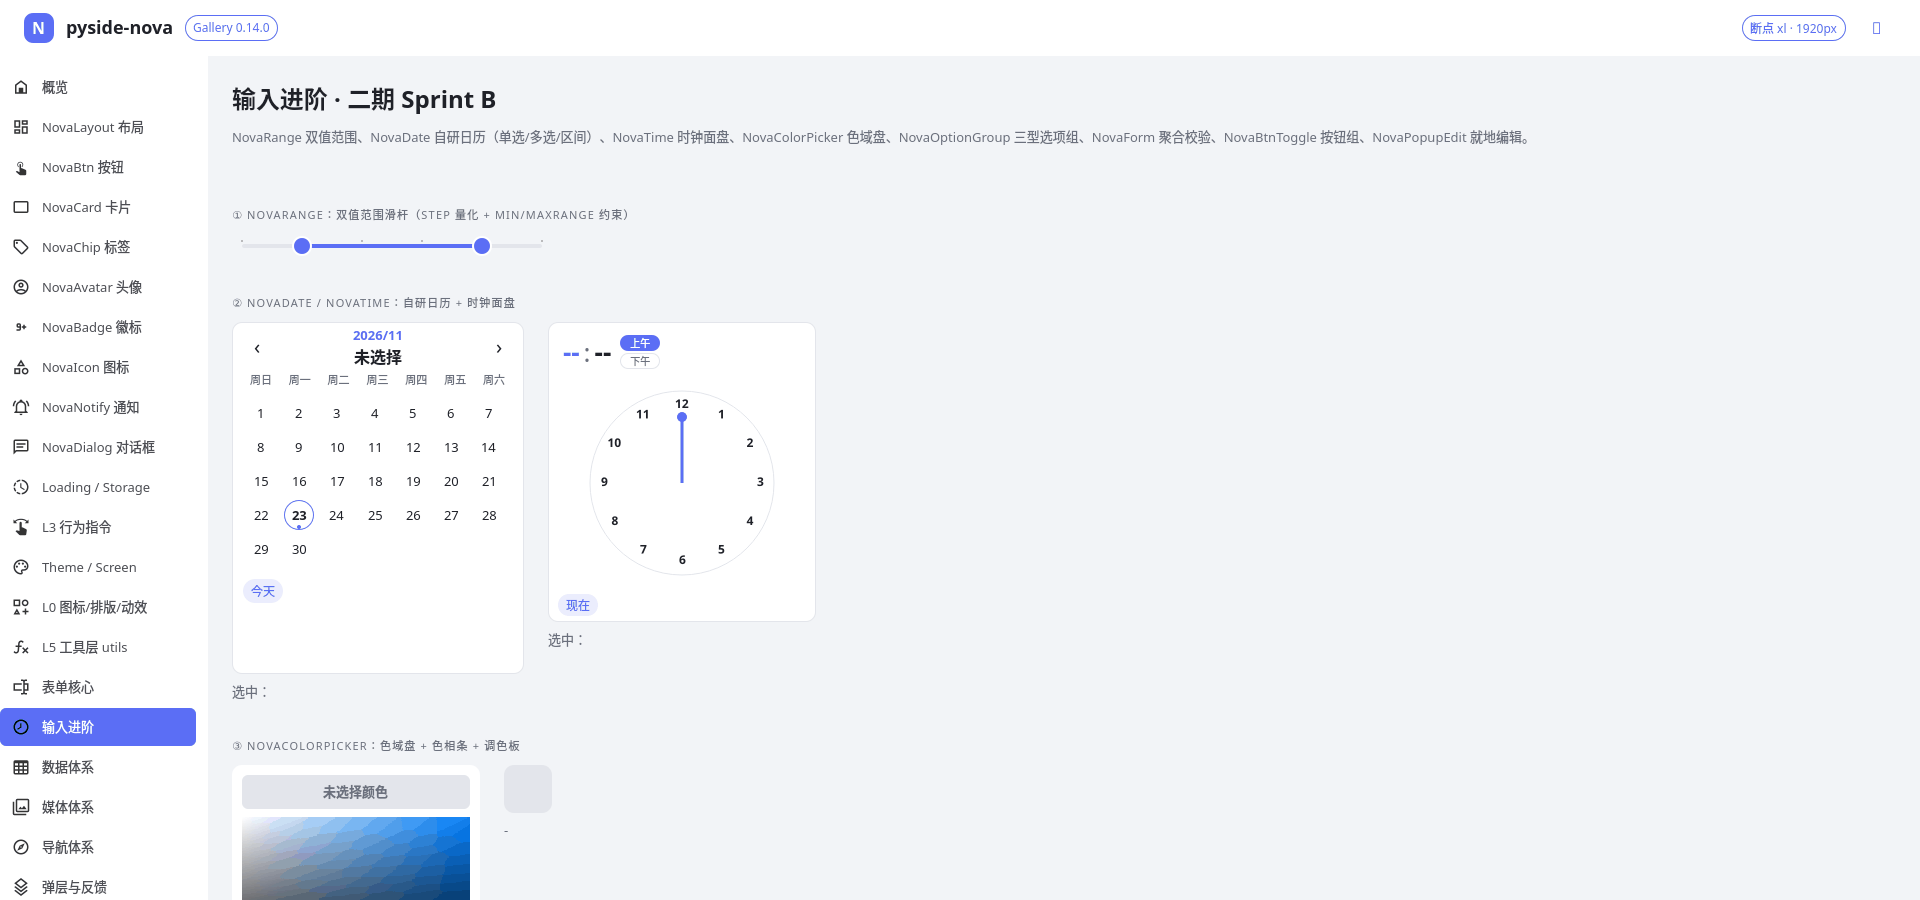 N pyside-nova Gallery 0.14.0
断点 xl · 1920px
概览
NovaLayout 布局
NovaBtn 按钮
NovaCard 卡片
NovaChip 标签
NovaAvatar 头像
9+ NovaBadge 徽标
NovaIcon 图标
NovaNotify 通知
NovaDialog 对话框
Loading / Storage
L3 行为指令
Theme / Screen
L0 图标/排版/动效
L5 工具层 utils
表单核心
输入进阶
数据体系
媒体体系
导航体系
弹层与反馈
输入进阶 · 二期 Sprint B
NovaRange 双值范围、NovaDate 自研日历（单选/多选/区间）、NovaTime 时钟面盘、NovaColorPicker 色域盘、NovaOptionGroup 三型选项组、NovaForm 聚合校验、NovaBtnToggle 按钮组、NovaPopupEdit 就地编辑。
① NOVARANGE：双值范围滑杆（STEP 量化 + MIN/MAXRANGE 约束）
② NOVADATE / NOVATIME：自研日历 + 时钟面盘
‹ 2026/11 ›
未选择
周日 周一 周二 周三 周四 周五 周六
1 2 3 4 5 6 7
8 9 10 11 12 13 14
15 16 17 18 19 20 21
22 23 24 25 26 27 28
29 30
今天
选中：
-- : -- 上午
下午
12
11 1
10 2
9 3
8 4
7 5
6
现在
选中：
③ NOVACOLORPICKER：色域盘 + 色相条 + 调色板
未选择颜色
-